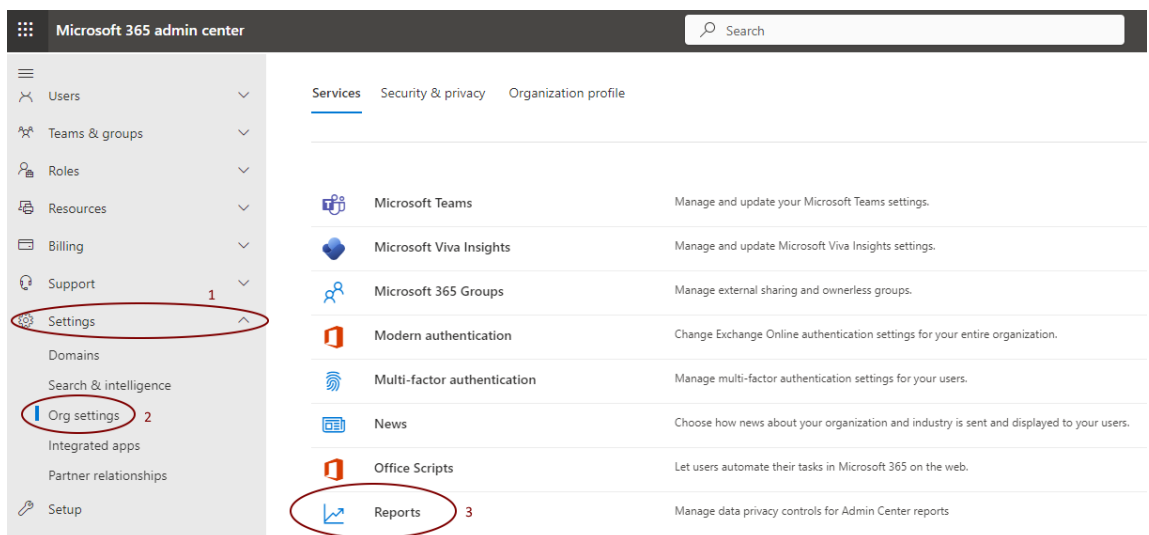 Microsoft 365 admin center
Search
Users
Teams & groups
Roles
Resources
Billing
Support
1
Settings
Domains
Search & intelligence
Org settings 2
Integrated apps
Partner relationships
Setup
Services Security & privacy Organization profile
Microsoft Teams Manage and update your Microsoft Teams settings.
Microsoft Viva Insights Manage and update Microsoft Viva Insights settings.
Microsoft 365 Groups Manage external sharing and ownerless groups.
Modern authentication Change Exchange Online authentication settings for your entire organization.
Multi-factor authentication Manage multi-factor authentication settings for your users.
News Choose how news about your organization and industry is sent and displayed to your users.
Office Scripts Let users automate their tasks in Microsoft 365 on the web.
Reports 3 Manage data privacy controls for Admin Center reports